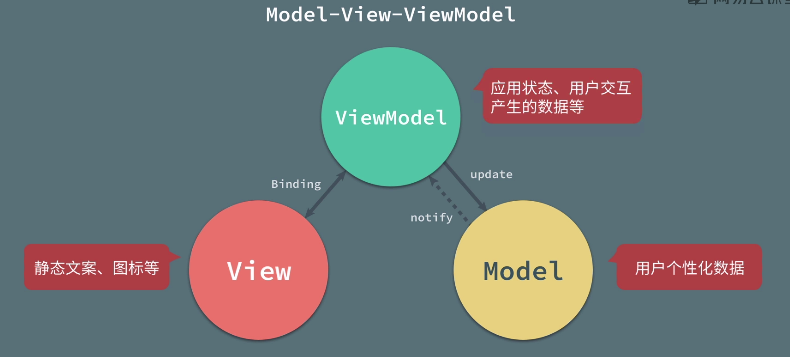 Model-View-ViewModel
ViewModel
应用状态、用户交互
产生的数据等
Binding
update
notify
静态文案、图标等
View
Model
用户个性化数据